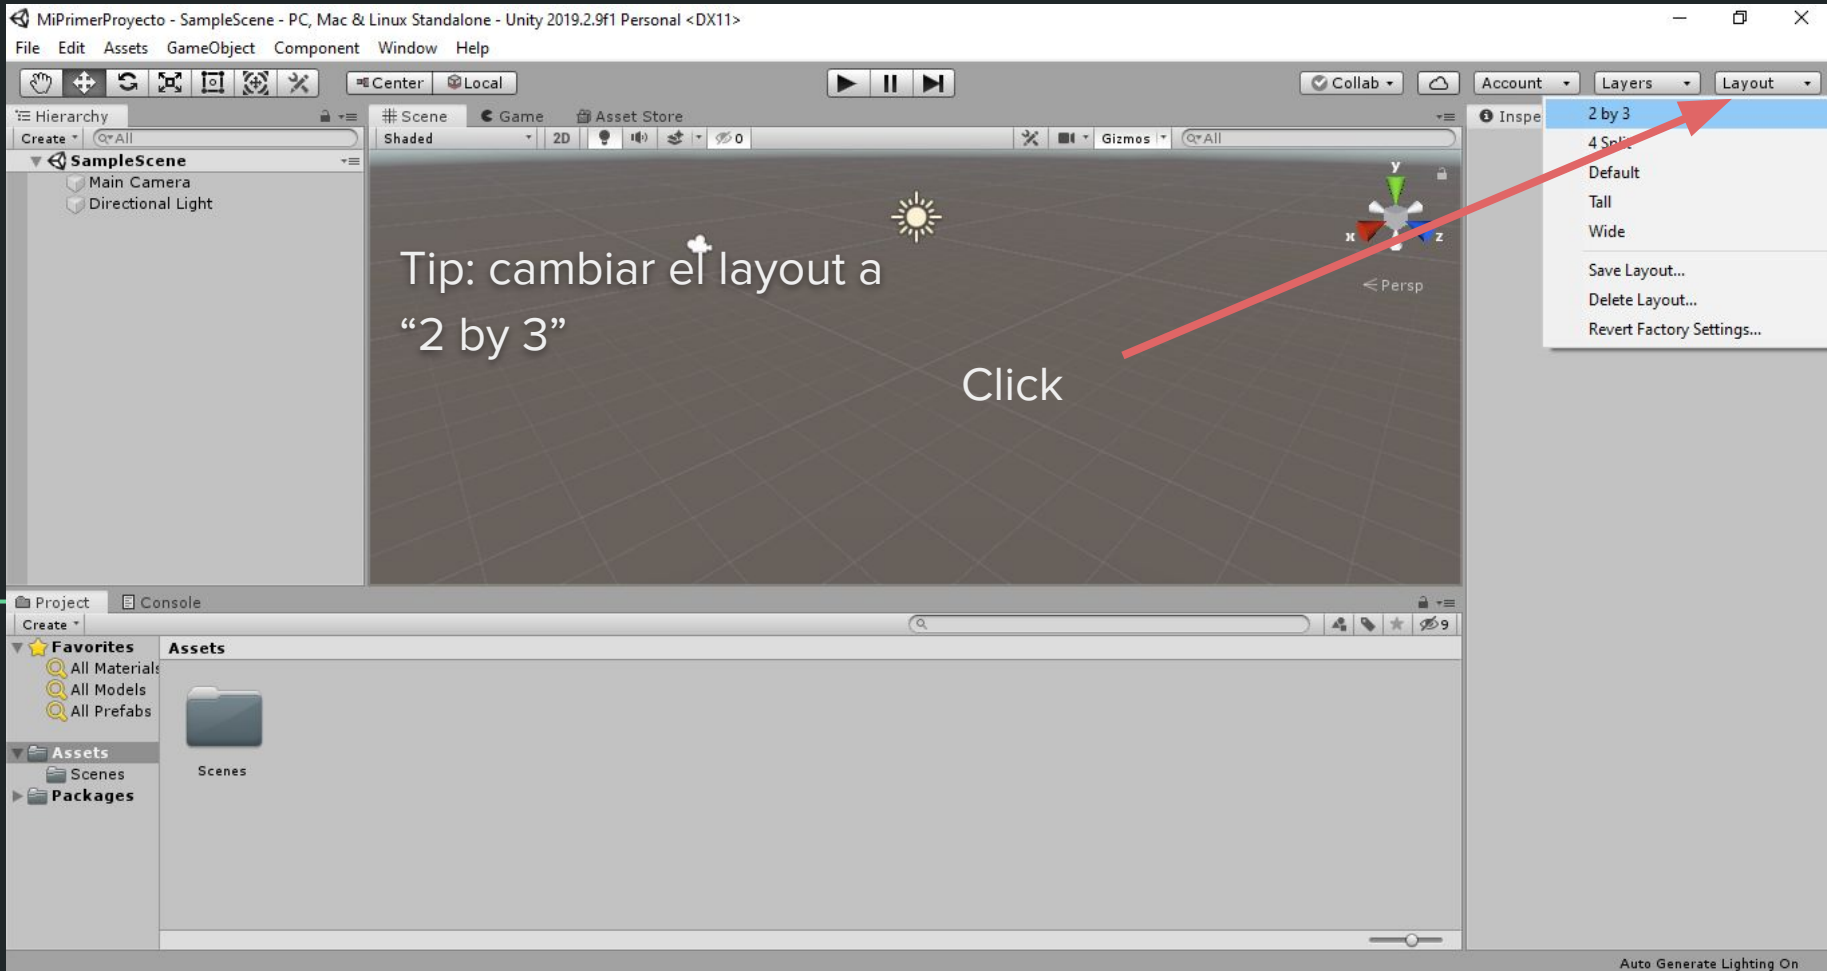 MiPrimerProyecto - SampleScene - PC, Mac & Linux Standalone - Unity 2019.2.9f1 Personal <DX11>
File Edit Assets GameObject Component Window Help
Center Local Collab Account Layers Layout
Hierarchy
Create All
SampleScene
Main Camera
Directional Light
Scene Game Asset Store
Shaded 2D 0 Gizmos All
y
x
z
Persp
Tip: cambiar el layout a
“2 by 3”
Click
Inspe
2 by 3
4 Split
Default
Tall
Wide
Save Layout...
Delete Layout...
Revert Factory Settings...
Project Console
Create
9
Favorites
All Materials
All Models
All Prefabs
Assets
Scenes
Packages
Assets
Scenes
Auto Generate Lighting On